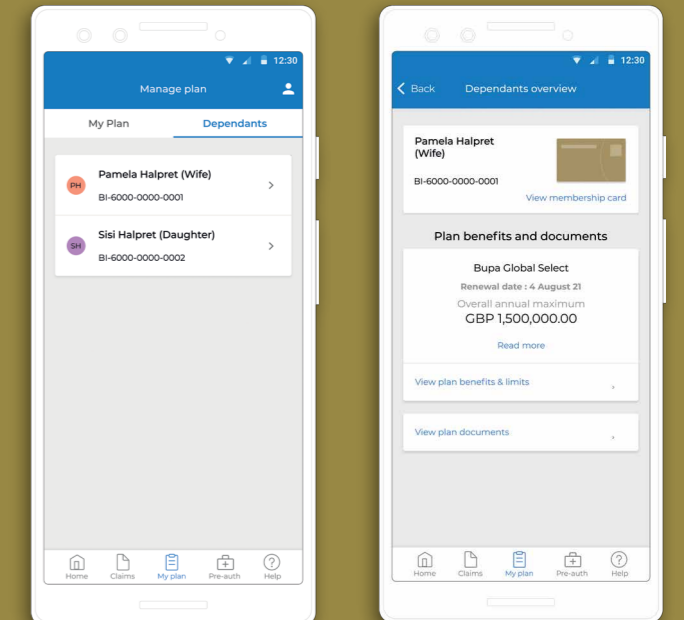 12:30
Manage plan
My Plan Dependants
PH
Pamela Halpret (Wife)
BI-6000-0000-0001
SH
Sisi Halpret (Daughter)
BI-6000-0000-0002
Home Claims My plan Pre-auth Help
12:30
Back Dependants overview
Pamela Halpret
(Wife)
BI-6000-0000-0001
View membership card
Plan benefits and documents
Bupa Global Select
Renewal date : 4 August 21
Overall annual maximum
GBP 1,500,000.00
Read more
View plan benefits & limits
View plan documents
Home Claims My plan Pre-auth Help